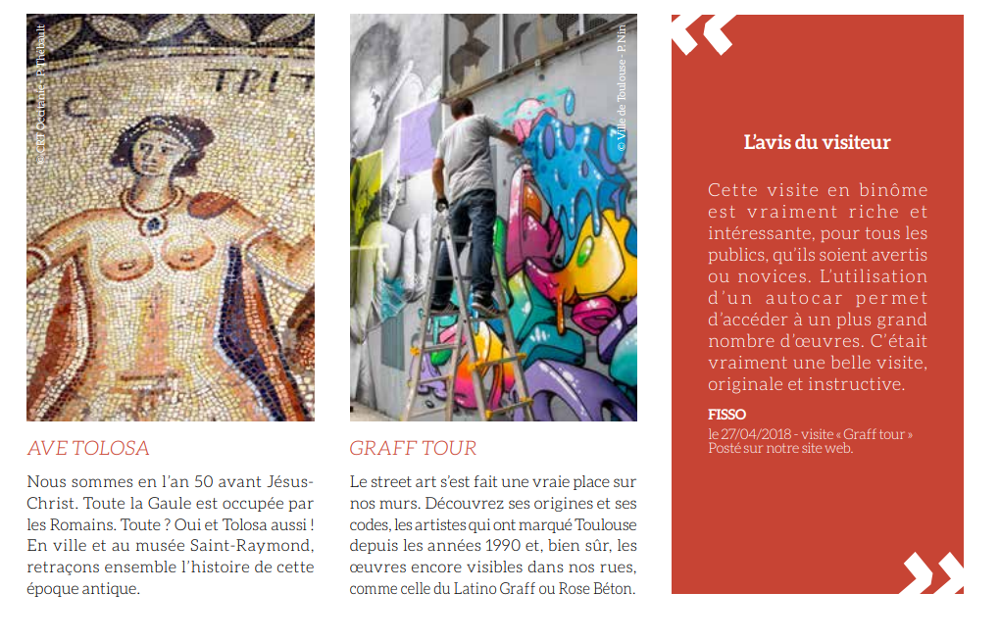 © CRT Occitanie - P. Thébault
TRIT
C
AVE TOLOSA
Nous sommes en l’an 50 avant Jésus-
Christ. Toute la Gaule est occupée par
les Romains. Toute ? Oui et Tolosa aussi !
En ville et au musée Saint-Raymond,
retraçons ensemble l’histoire de cette
époque antique.
© Ville de Toulouse - P. Nin
GRAFF TOUR
Le street art s’est fait une vraie place sur
nos murs. Découvrez ses origines et ses
codes, les artistes qui ont marqué Toulouse
depuis les années 1990 et, bien sûr, les
œuvres encore visibles dans nos rues,
comme celle du Latino Graff ou Rose Béton.
L’avis du visiteur
Cette visite en binôme
est vraiment riche et
intéressante, pour tous les
publics, qu’ils soient avertis
ou novices. L’utilisation
d’un autocar permet
d’accéder à un plus grand
nombre d’œuvres. C’était
vraiment une belle visite,
originale et instructive.
FISSO
le 27/04/2018 - visite « Graff tour »
Posté sur notre site web.